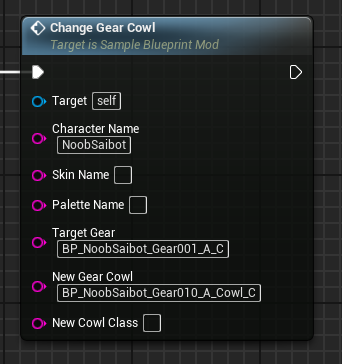 Change Gear Cowl
Target is Sample Blueprint Mod
Target self
Character Name
NoobSaibot
Skin Name
Palette Name
Target Gear
BP_NoobSaibot_Gear001_A_C
New Gear Cowl
BP_NoobSaibot_Gear010_A_Cowl_C
New Cowl Class